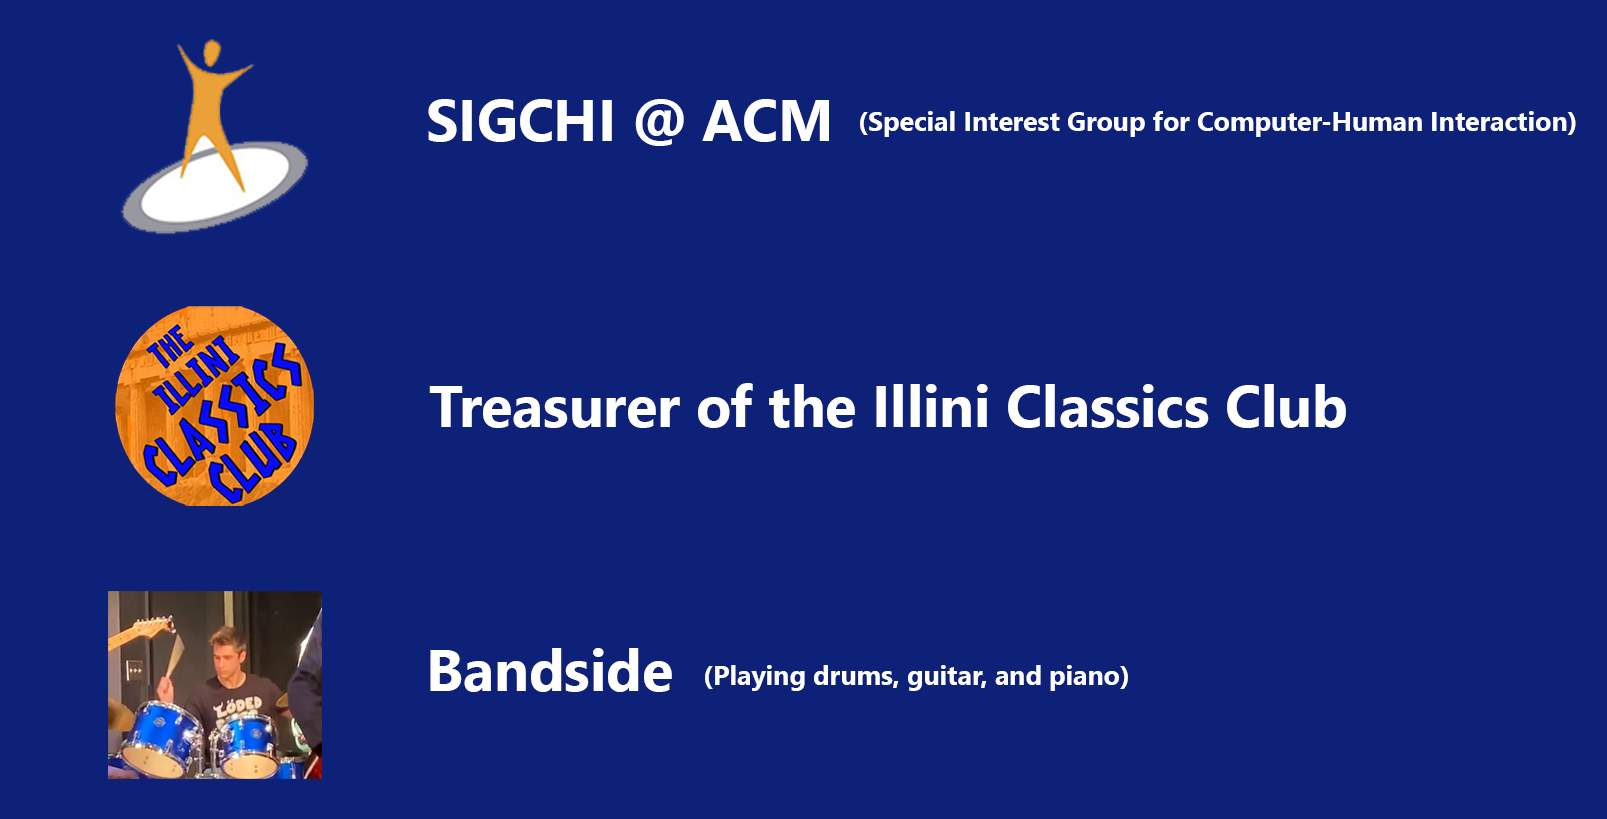 SIGCHI @ ACM (Special Interest Group for Computer-Human Interaction)
THE
ILLINI
CLASSICS
CLUB
Treasurer of the Illini Classics Club
LÖDED
Bandside (Playing drums, guitar, and piano)